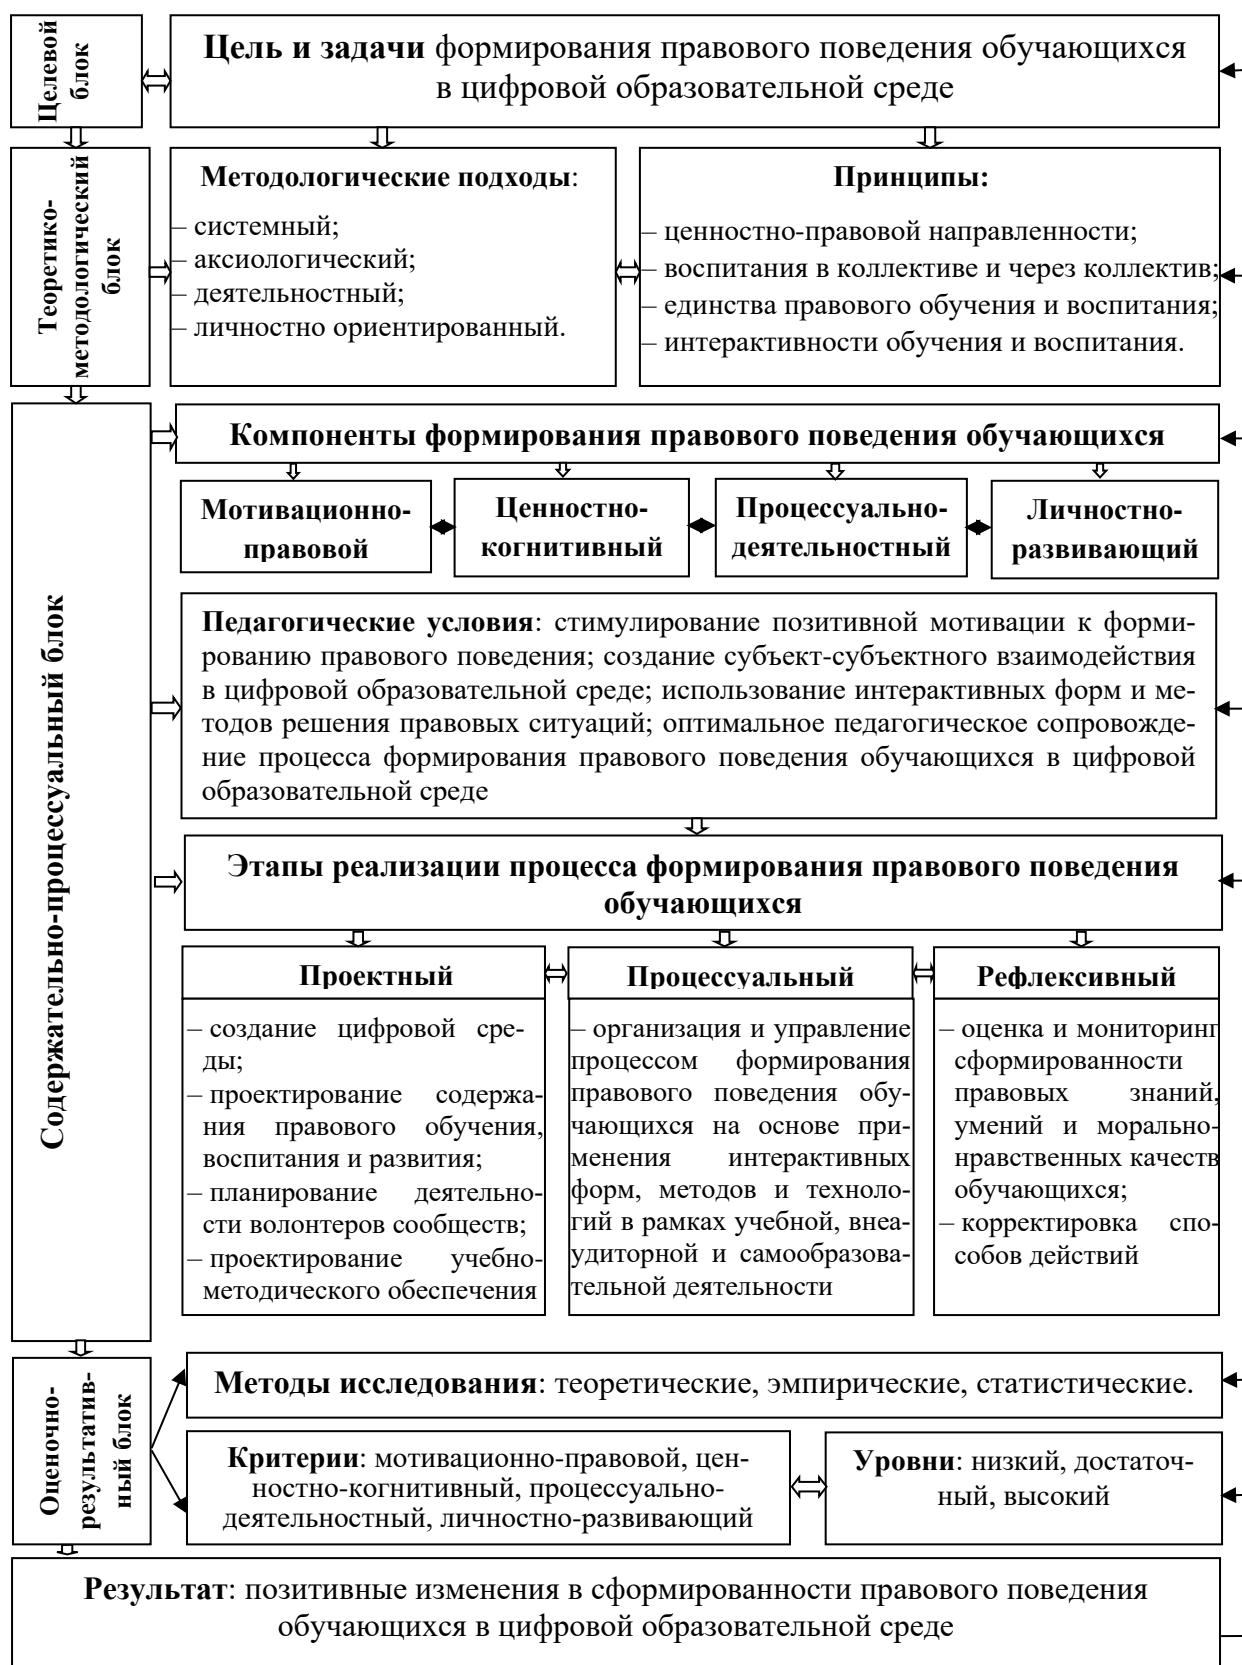 Целевой
блок
Цель и задачи формирования правового поведения обучающихся
в цифровой образовательной среде
Теоретико-
методологический
блок
Методологические подходы:
– системный;
– аксиологический;
– деятельностный;
– личностно ориентированный.
Принципы:
– ценностно-правовой направленности;
– воспитания в коллективе и через коллектив;
– единства правового обучения и воспитания;
– интерактивности обучения и воспитания.
Содержательно-процессуальный блок
Компоненты формирования правового поведения обучающихся
Мотивационно-
правовой
Ценностно-
когнитивный
Процессуально-
деятельностный
Личностно-
развивающий
Педагогические условия: стимулирование позитивной мотивации к форми-
рованию правового поведения; создание субъект-субъектного взаимодействия
в цифровой образовательной среде; использование интерактивных форм и ме-
тодов решения правовых ситуаций; оптимальное педагогическое сопровожде-
ние процесса формирования правового поведения обучающихся в цифровой
образовательной среде
Этапы реализации процесса формирования правового поведения
обучающихся
Проектный
– создание цифровой сре-
ды;
– проектирование содержа-
ния правового обучения,
воспитания и развития;
– планирование деятельно-
сти волонтеров сообществ;
– проектирование учебно-
методического обеспечения
Процессуальный
– организация и управление
процессом формирования
правового поведения обу-
чающихся на основе при-
менения интерактивных
форм, методов и техноло-
гий в рамках учебной, внеа-
удиторной и самообразова-
тельной деятельности
Рефлексивный
– оценка и мониторинг
сформированности
правовых знаний,
умений и морально-
нравственных качеств
обучающихся;
– корректировка спо-
собов действий
Оценочно-
результатив-
ный блок
Методы исследования: теоретические, эмпирические, статистические.
Критерии: мотивационно-правовой, цен-
ностно-когнитивный, процессуально-
деятельностный, личностно-развивающий
Уровни: низкий, достаточ-
ный, высокий
Результат: позитивные изменения в сформированности правового поведения
обучающихся в цифровой образовательной среде